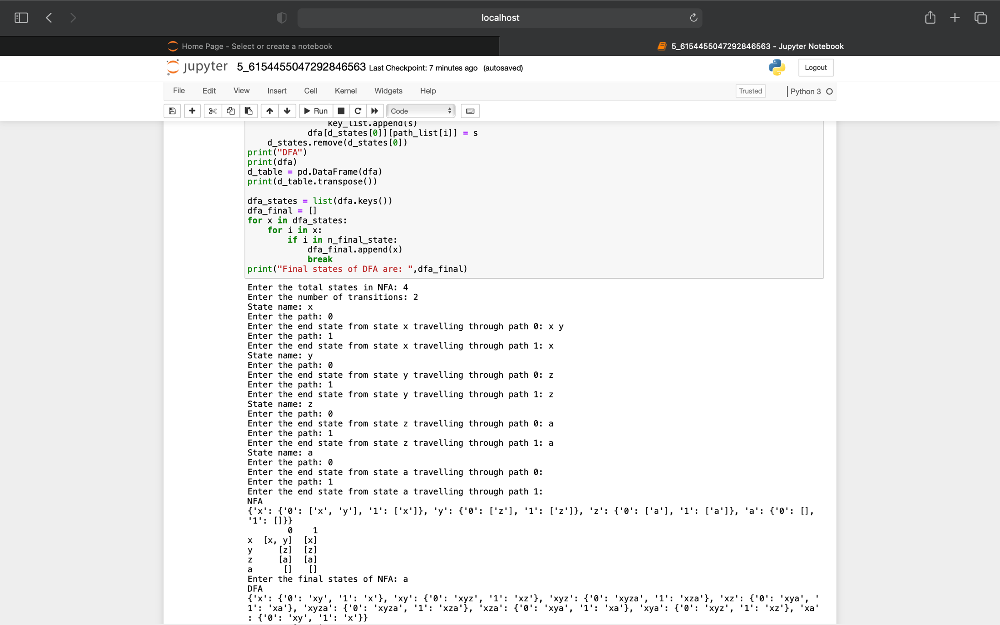 localhost
Home Page - Select or create a notebook
5_6154455047292846563 - Jupyter Notebook
jupyter 5_6154455047292846563 Last Checkpoint: 7 minutes ago (autosaved)
Logout
File Edit View Insert Cell Kernel Widgets Help
Trusted Python 3
Run Code
key_list.append(s)
dfa[d_states[0]][path_list[i]] = s
d_states.remove(d_states[0])
print("DFA")
print(dfa)
d_table = pd.DataFrame(dfa)
print(d_table.transpose())
dfa_states = list(dfa.keys())
dfa_final = []
for x in dfa_states:
for i in x:
if i in n_final_state:
dfa_final.append(x)
break
print("Final states of DFA are: ",dfa_final)
Enter the total states in NFA: 4
Enter the number of transitions: 2
State name: x
Enter the path: 0
Enter the end state from state x travelling through path 0: x y
Enter the path: 1
Enter the end state from state x travelling through path 1: x
State name: y
Enter the path: 0
Enter the end state from state y travelling through path 0: z
Enter the path: 1
Enter the end state from state y travelling through path 1: z
State name: z
Enter the path: 0
Enter the end state from state z travelling through path 0: a
Enter the path: 1
Enter the end state from state z travelling through path 1: a
State name: a
Enter the path: 0
Enter the end state from state a travelling through path 0:
Enter the path: 1
Enter the end state from state a travelling through path 1:
NFA
{'x': {'0': ['x', 'y'], '1': ['x']}, 'y': {'0': ['z'], '1': ['z']}, 'z': {'0': ['a'], '1': ['a']}, 'a': {'0': [],
'1': []}}
0 1
x [x, y] [x]
y [z] [z]
z [a] [a]
a [] []
Enter the final states of NFA: a
DFA
{'x': {'0': 'xy', '1': 'x'}, 'xy': {'0': 'xyz', '1': 'xz'}, 'xyz': {'0': 'xyza', '1': 'xza'}, 'xz': {'0': 'xya', '
1': 'xa'}, 'xyza': {'0': 'xyza', '1': 'xza'}, 'xza': {'0': 'xya', '1': 'xa'}, 'xya': {'0': 'xyz', '1': 'xz'}, 'xa'
: {'0': 'xy', '1': 'x'}}